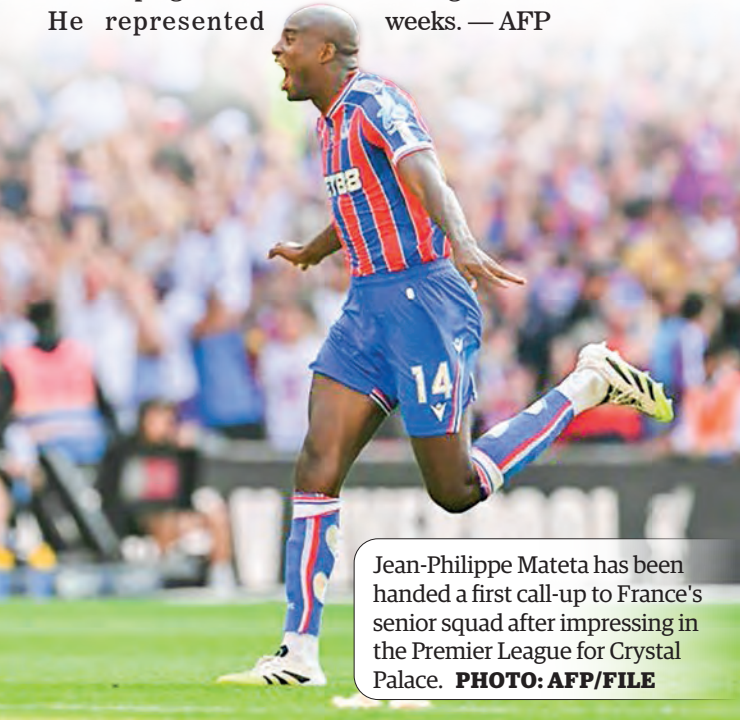 He represented
weeks. — AFP
14
Jean-Philippe Mateta has been
handed a first call-up to France's
senior squad after impressing in
the Premier League for Crystal
Palace. PHOTO: AFP/FILE